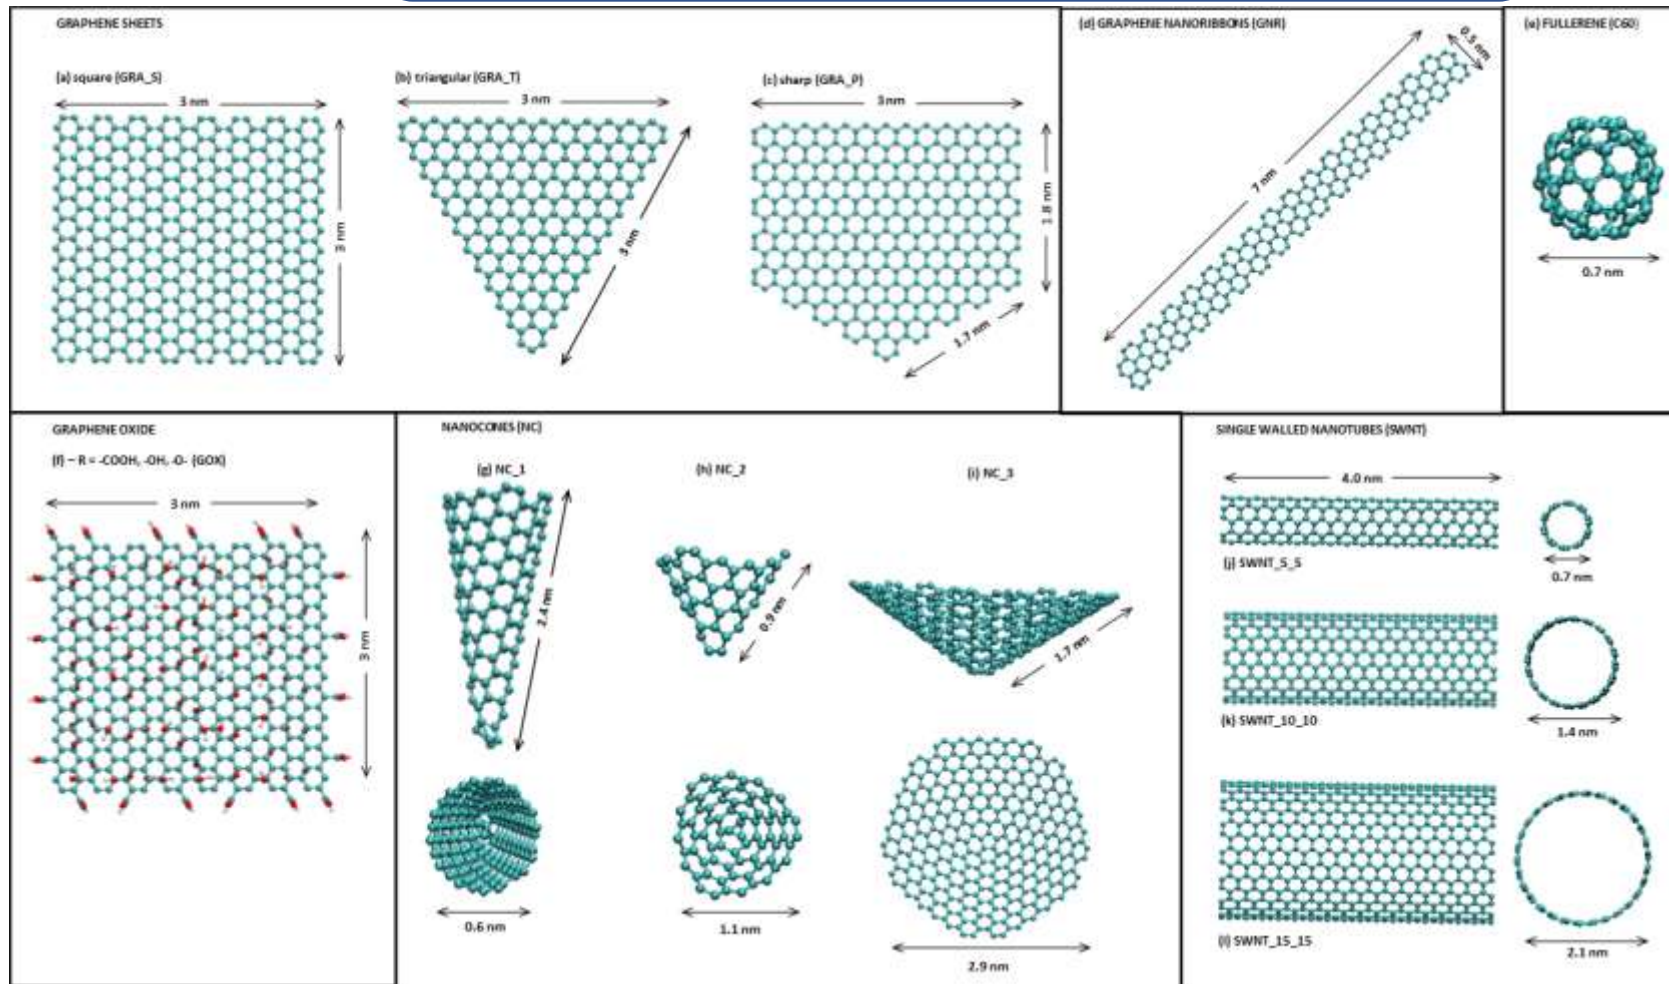 GRAPHENE SHEETS
(a) square (GRA_S)
3 nm
3 nm
(b) triangular (GRA_T)
3 nm
3 nm
(c) sharp (GRA_P)
3 nm
1.8 nm
1.7 nm
(d) GRAPHENE NANORIBBONS (GNR)
0.5 nm
7 nm
(e) FULLERENE (C60)
0.7 nm
GRAPHENE OXIDE
(f) – R = -COOH, -OH, -O- (GOX)
3 nm
3 nm
NANOCONES (NC)
(g) NC_1
2.4 nm
0.6 nm
(h) NC_2
0.9 nm
1.1 nm
(i) NC_3
1.7 nm
2.9 nm
SINGLE WALLED NANOTUBES (SWNT)
4.0 nm
(j) SWNT_5_5
0.7 nm
(k) SWNT_10_10
1.4 nm
(l) SWNT_15_15
2.1 nm